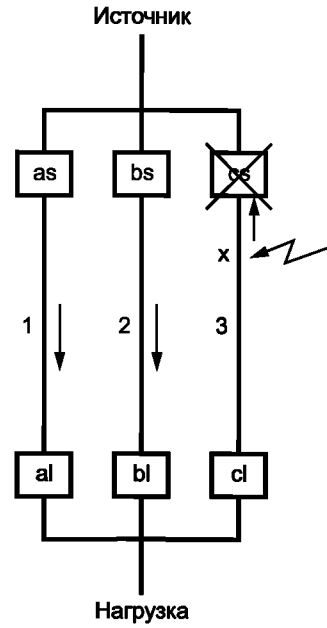 Источник
as bs cs
x
1 2 3
al bl cl
Нагрузка